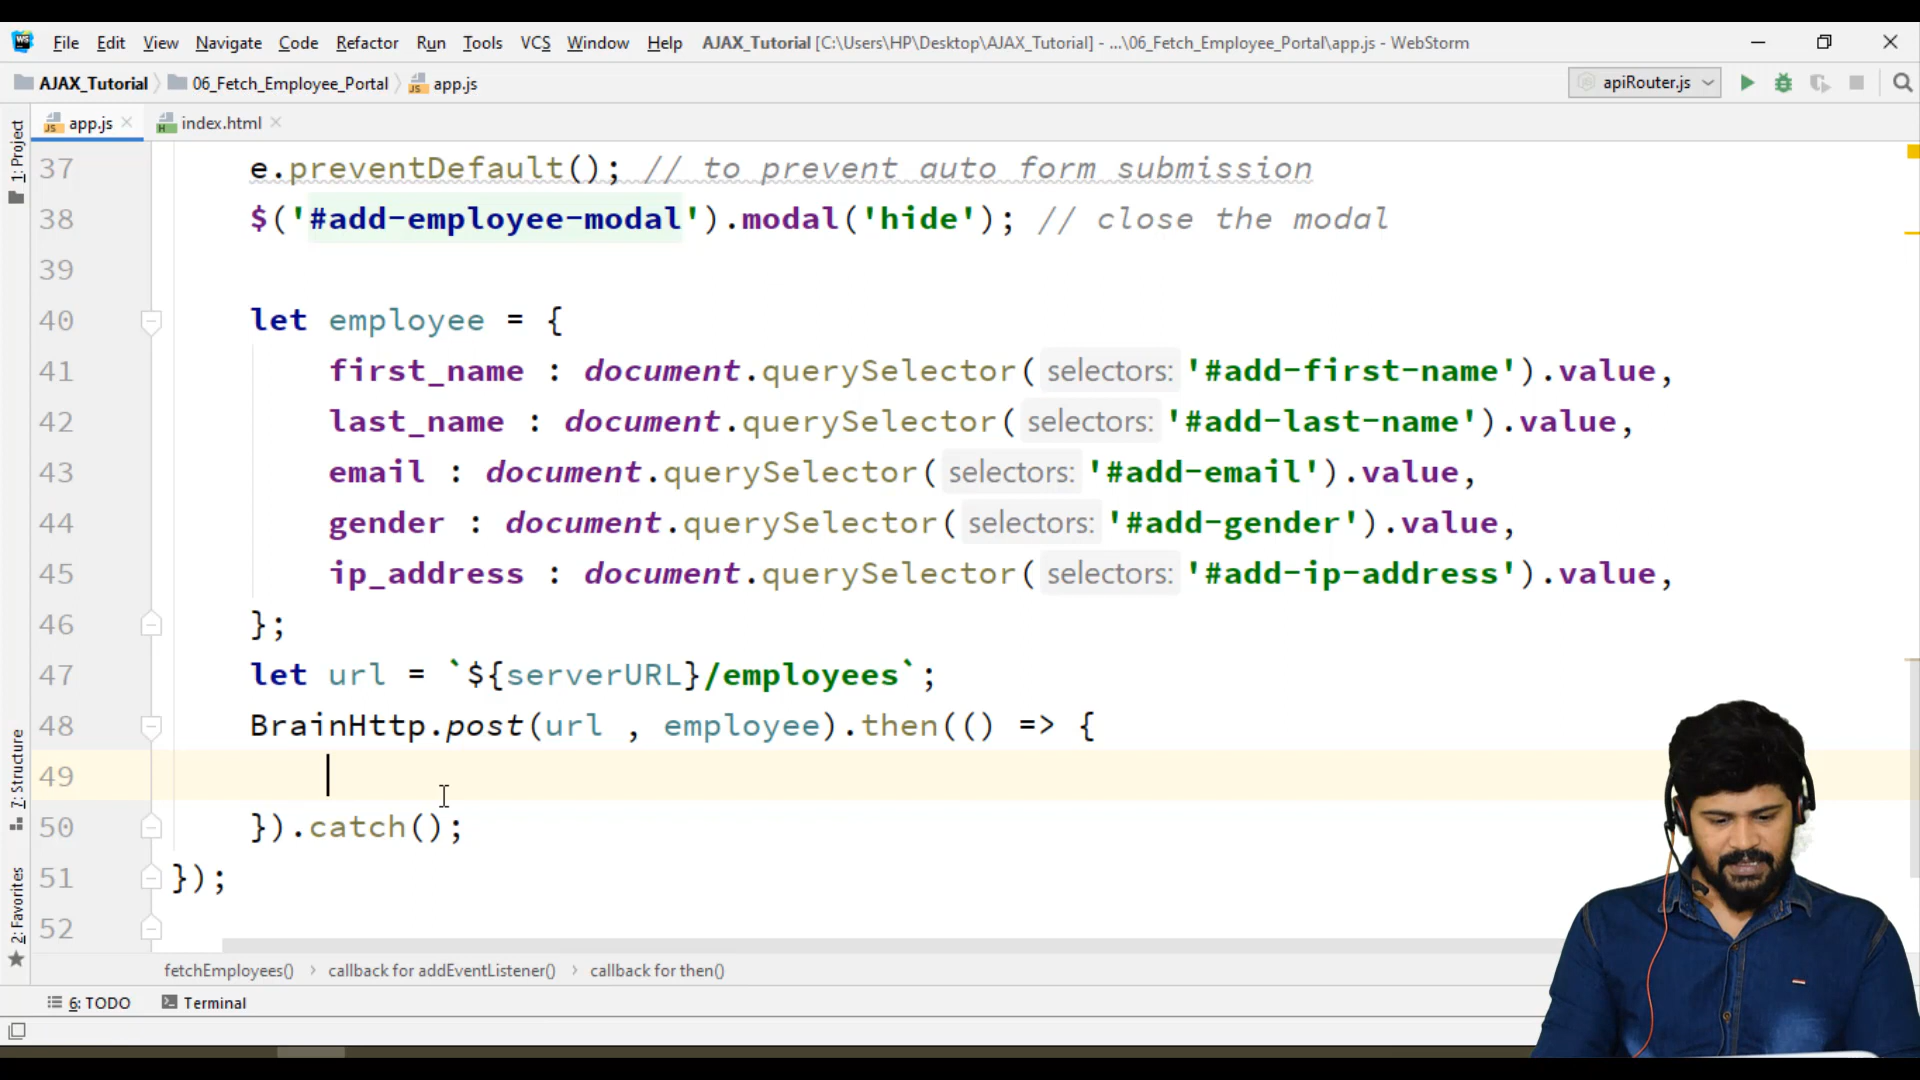 WS File Edit View Navigate Code Refactor Run Tools VCS Window Help AJAX_Tutorial [C:\Users\HP\Desktop\AJAX_Tutorial] - ...\06_Fetch_Employee_Portal\app.js - WebStorm
AJAX_Tutorial 06_Fetch_Employee_Portal JS app.js apiRouter.js
JS app.js H index.html
1: Project
37 e.preventDefault(); // to prevent auto form submission
38 $('#add-employee-modal').modal('hide'); // close the modal
39
40 let employee = {
41 first_name : document.querySelector( selectors: '#add-first-name').value,
42 last_name : document.querySelector( selectors: '#add-last-name').value,
43 email : document.querySelector( selectors: '#add-email').value,
44 gender : document.querySelector( selectors: '#add-gender').value,
45 ip_address : document.querySelector( selectors: '#add-ip-address').value,
46 };
47 let url = `${serverURL}/employees`;
48 BrainHttp.post(url , employee).then(() => {
49
50 }).catch();
51 });
52
7: Structure
2: Favorites
fetchEmployees() › callback for addEventListener() › callback for then()
6: TODO Terminal